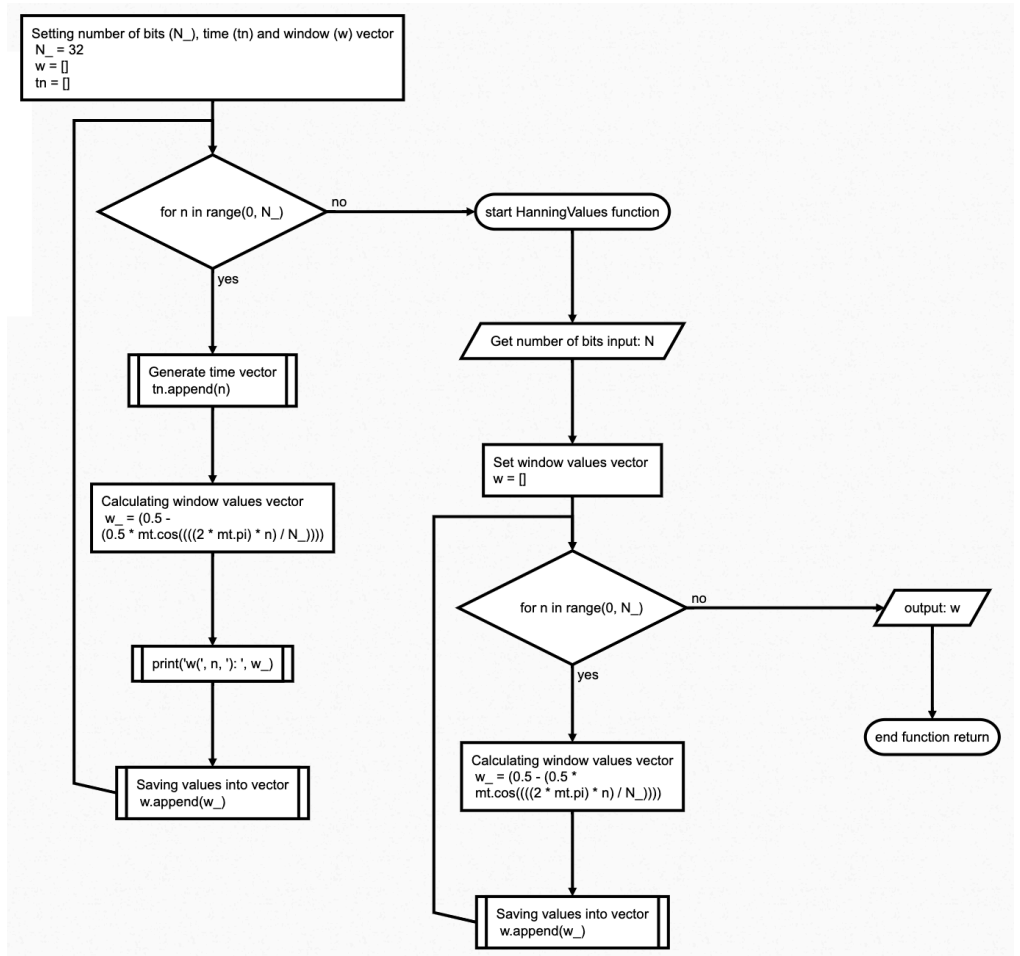 Setting number of bits (N_), time (tn) and window (w) vector
N_ = 32
w = []
tn = []
for n in range(0, N_)
no
yes
Generate time vector
tn.append(n)
Calculating window values vector
w_ = (0.5 -
(0.5 * mt.cos((((2 * mt.pi) * n) / N_))))
print('w(', n, '): ', w_)
Saving values into vector
w.append(w_)
start HanningValues function
Get number of bits input: N
Set window values vector
w = []
for n in range(0, N_)
no
yes
Calculating window values vector
w_ = (0.5 - (0.5 *
mt.cos((((2 * mt.pi) * n) / N_))))
Saving values into vector
w.append(w_)
output: w
end function return